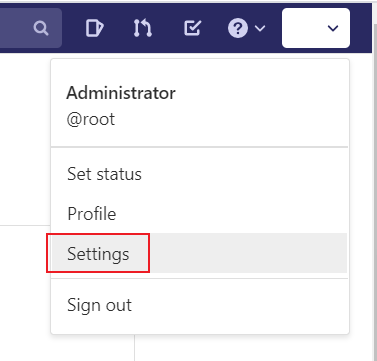 Administrator
@root
Set status
Profile
Settings
Sign out